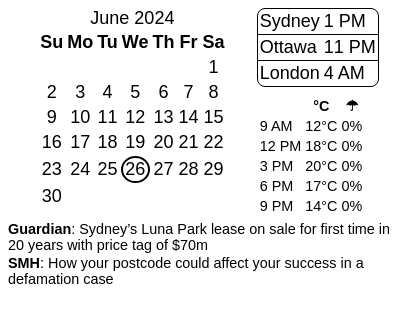 June 2024
Su Mo Tu We Th Fr Sa
1
2 3 4 5 6 7 8
9 10 11 12 13 14 15
16 17 18 19 20 21 22
23 24 25 26 27 28 29
30
Sydney 1 PM
Ottawa 11 PM
London 4 AM
°C ☂
9 AM 12°C 0%
12 PM 18°C 0%
3 PM 20°C 0%
6 PM 17°C 0%
9 PM 14°C 0%
Guardian: Sydney’s Luna Park lease on sale for first time in
20 years with price tag of $70m
SMH: How your postcode could affect your success in a
defamation case